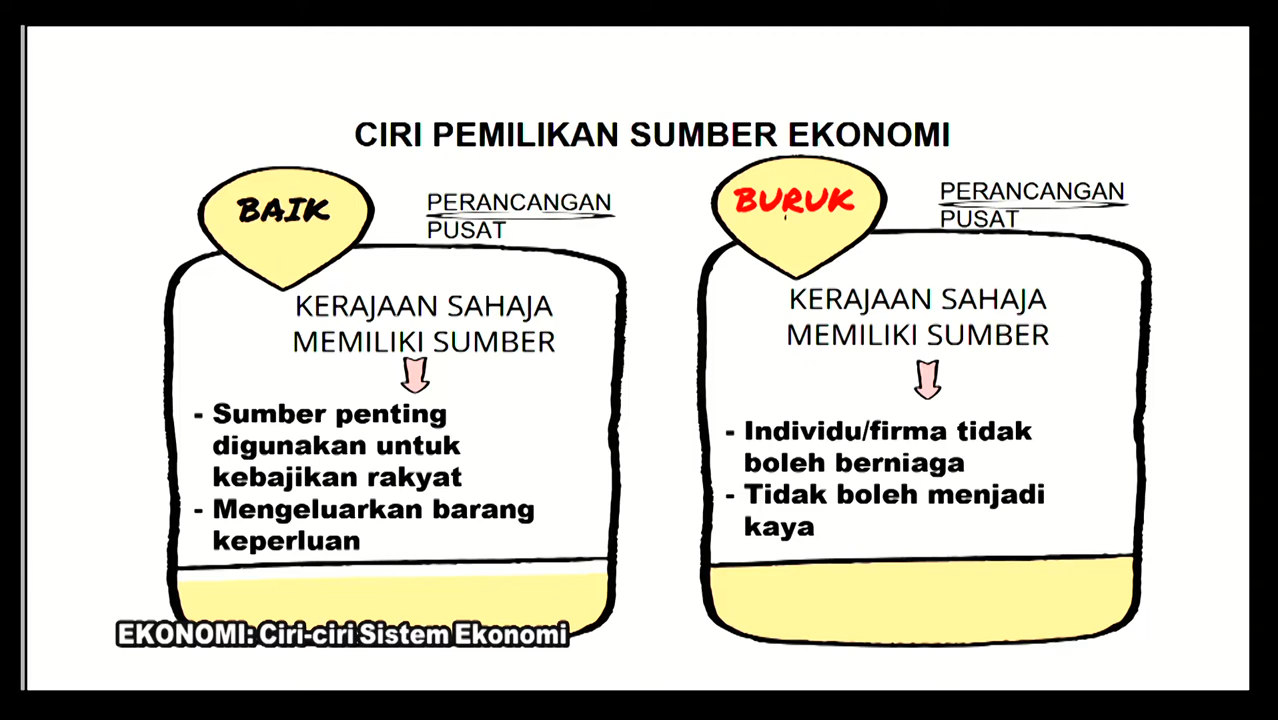 CIRI PEMILIKAN SUMBER EKONOMI
BAIK
PERANCANGAN
PUSAT
KERAJAAN SAHAJA
MEMILIKI SUMBER
- Sumber penting
digunakan untuk
kebajikan rakyat
- Mengeluarkan barang
keperluan
BURUK
PERANCANGAN
PUSAT
KERAJAAN SAHAJA
MEMILIKI SUMBER
- Individu/firma tidak
boleh berniaga
- Tidak boleh menjadi
kaya
EKONOMI: Ciri-ciri Sistem Ekonomi